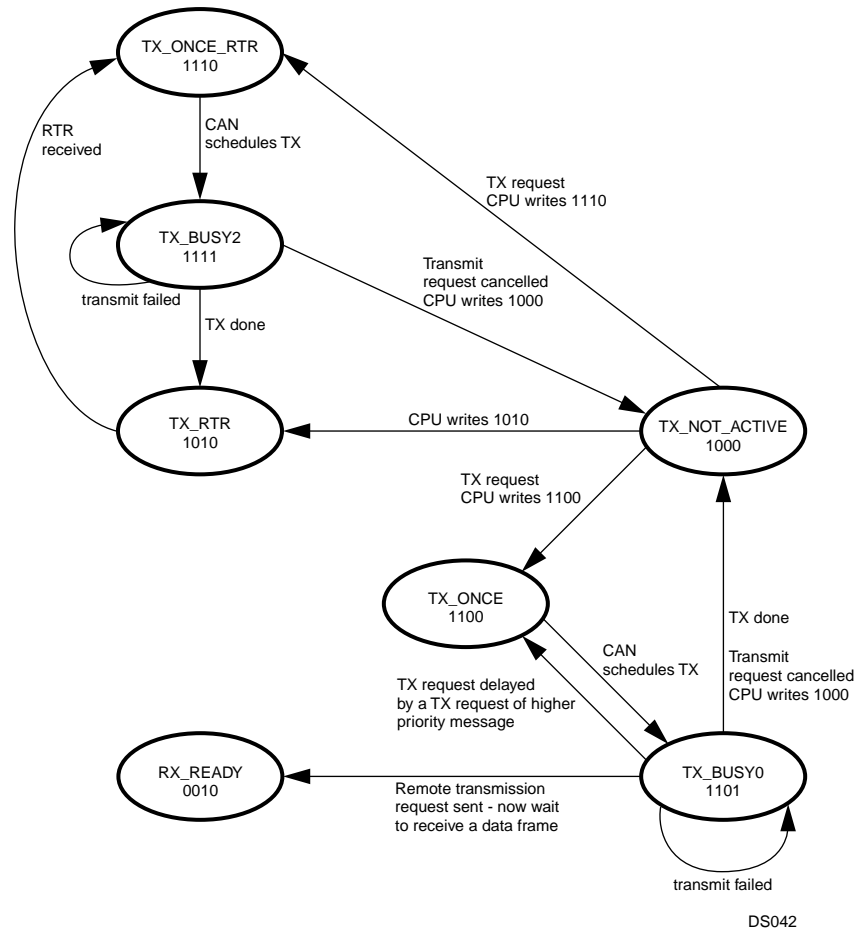 TX_ONCE_RTR
1110
RTR
received
CAN
schedules TX
TX request
CPU writes 1110
TX_BUSY2
1111
Transmit
request cancelled
CPU writes 1000
transmit failed
TX done
TX_RTR
1010
CPU writes 1010
TX_NOT_ACTIVE
1000
TX request
CPU writes 1100
TX_ONCE
1100
TX done
CAN
schedules TX
Transmit
request cancelled
CPU writes 1000
TX request delayed
by a TX request of higher
priority message
RX_READY
0010
TX_BUSY0
1101
Remote transmission
request sent - now wait
to receive a data frame
transmit failed
DS042